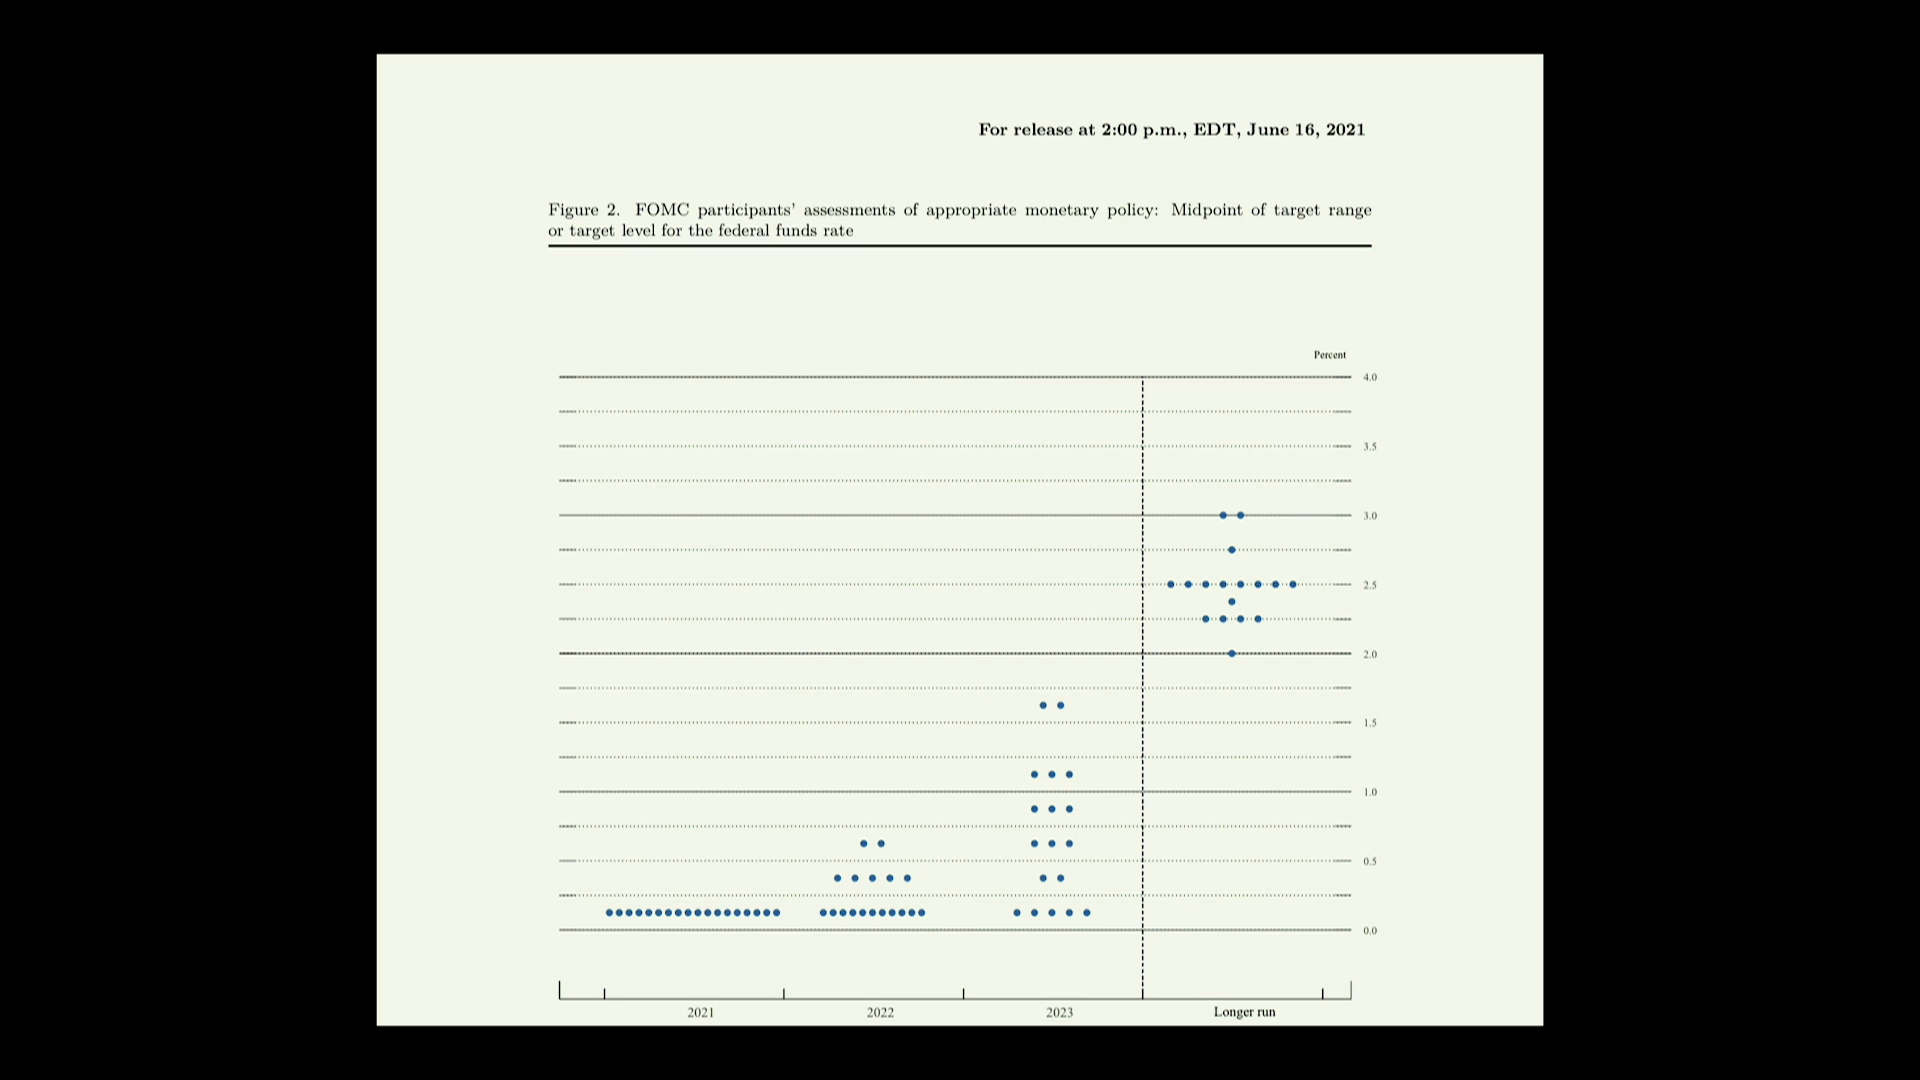 For release at 2:00 p.m., EDT, June 16, 2021
Figure 2. FOMC participants' assessments of appropriate monetary policy: Midpoint of target range
or target level for the federal funds rate
Percent
4.0
3.5
3.0
2.5
2.0
1.5
1.0
0.5
0.0
2021 2022 2023 Longer run